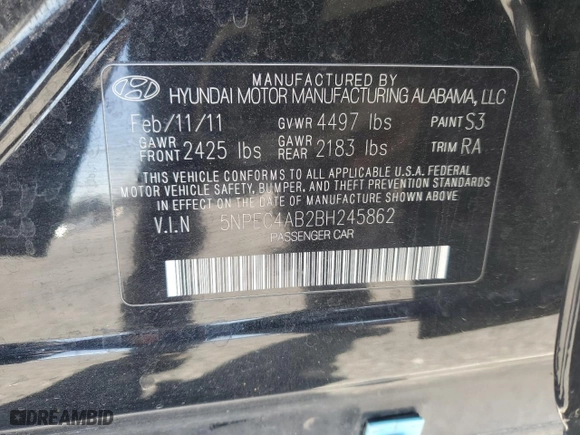 MANUFACTURED BY
HYUNDAI MOTOR MANUFACTURING ALABAMA, LLC
Feb/11/11 GVWR 4497 lbs PAINT S3
GAWR FRONT 2425 lbs GAWR REAR 2183 lbs TRIM RA
THIS VEHICLE CONFORMS TO ALL APPLICABLE U.S.A. FEDERAL
MOTOR VEHICLE SAFETY, BUMPER, AND THEFT PREVENTION STANDARDS
IN EFFECT ON THE DATE OF MANUFACTURE SHOWN ABOVE.
V.I.N 5NPEC4AB2BH245862
PASSENGER CAR
DREAMBID